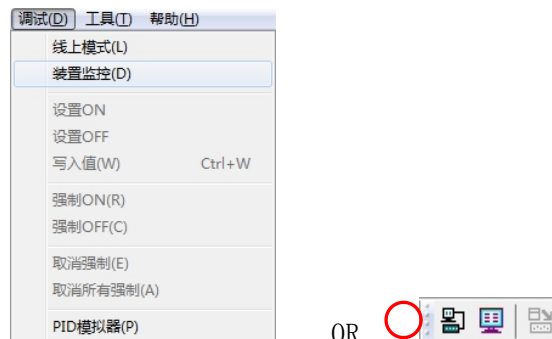 调试(D) 工具(T) 帮助(H)
线上模式(L)
装置监控(D)
设置ON
设置OFF
写入值(W) Ctrl+W
强制ON(R)
强制OFF(C)
取消强制(E)
取消所有强制(A)
PID模拟器(P)
OR